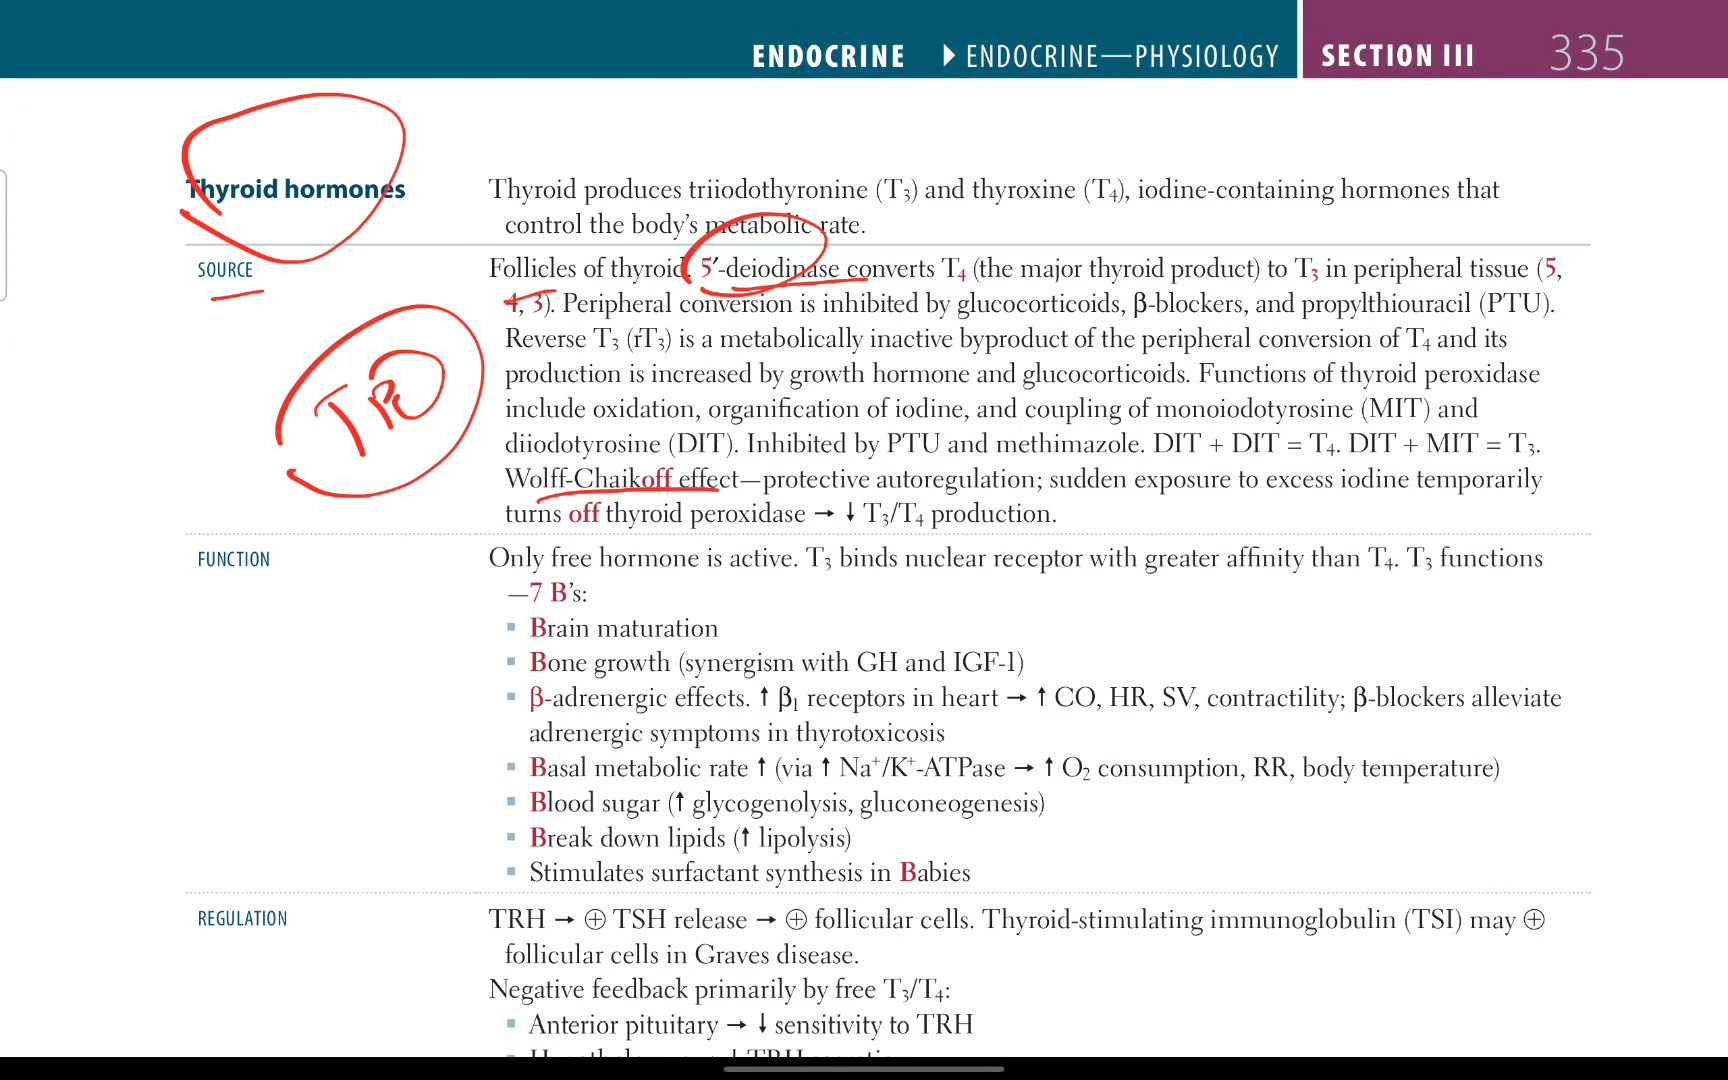 ENDOCRINE ▶ ENDOCRINE—PHYSIOLOGY SECTION III 335
Thyroid hormones
Thyroid produces triiodothyronine (T₃) and thyroxine (T₄), iodine-containing hormones that
control the body's metabolic rate.
SOURCE
Follicles of thyroid. 5′-deiodinase converts T₄ (the major thyroid product) to T₃ in peripheral tissue (5,
4, 3). Peripheral conversion is inhibited by glucocorticoids, β-blockers, and propylthiouracil (PTU).
Reverse T₃ (rT₃) is a metabolically inactive byproduct of the peripheral conversion of T₄ and its
production is increased by growth hormone and glucocorticoids. Functions of thyroid peroxidase
include oxidation, organification of iodine, and coupling of monoiodotyrosine (MIT) and
diiodotyrosine (DIT). Inhibited by PTU and methimazole. DIT + DIT = T₄. DIT + MIT = T₃.
Wolff-Chaikoff effect—protective autoregulation; sudden exposure to excess iodine temporarily
turns off thyroid peroxidase → ↓ T₃/T₄ production.
TPO
FUNCTION
Only free hormone is active. T₃ binds nuclear receptor with greater affinity than T₄. T₃ functions
—7 B's:
▪ Brain maturation
▪ Bone growth (synergism with GH and IGF-1)
▪ β-adrenergic effects. ↑ β₁ receptors in heart → ↑ CO, HR, SV, contractility; β-blockers alleviate
adrenergic symptoms in thyrotoxicosis
▪ Basal metabolic rate ↑ (via ↑ Na⁺/K⁺-ATPase → ↑ O₂ consumption, RR, body temperature)
▪ Blood sugar (↑ glycogenolysis, gluconeogenesis)
▪ Break down lipids (↑ lipolysis)
▪ Stimulates surfactant synthesis in Babies
REGULATION
TRH → ⊕ TSH release → ⊕ follicular cells. Thyroid-stimulating immunoglobulin (TSI) may ⊕
follicular cells in Graves disease.
Negative feedback primarily by free T₃/T₄:
▪ Anterior pituitary → ↓ sensitivity to TRH